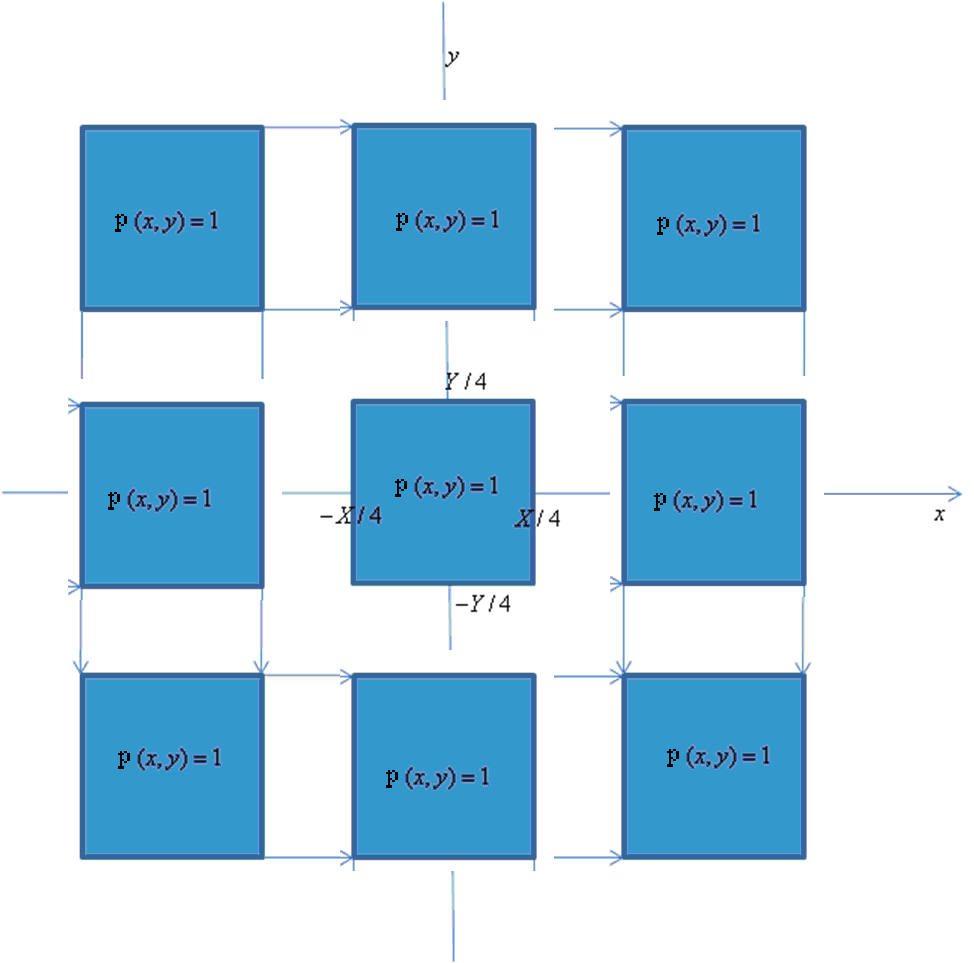 y
p (x, y) = 1
p (x, y) = 1
p (x, y) = 1
Y / 4
p (x, y) = 1
p (x, y) = 1
p (x, y) = 1
−X / 4
X / 4
x
−Y / 4
p (x, y) = 1
p (x, y) = 1
p (x, y) = 1